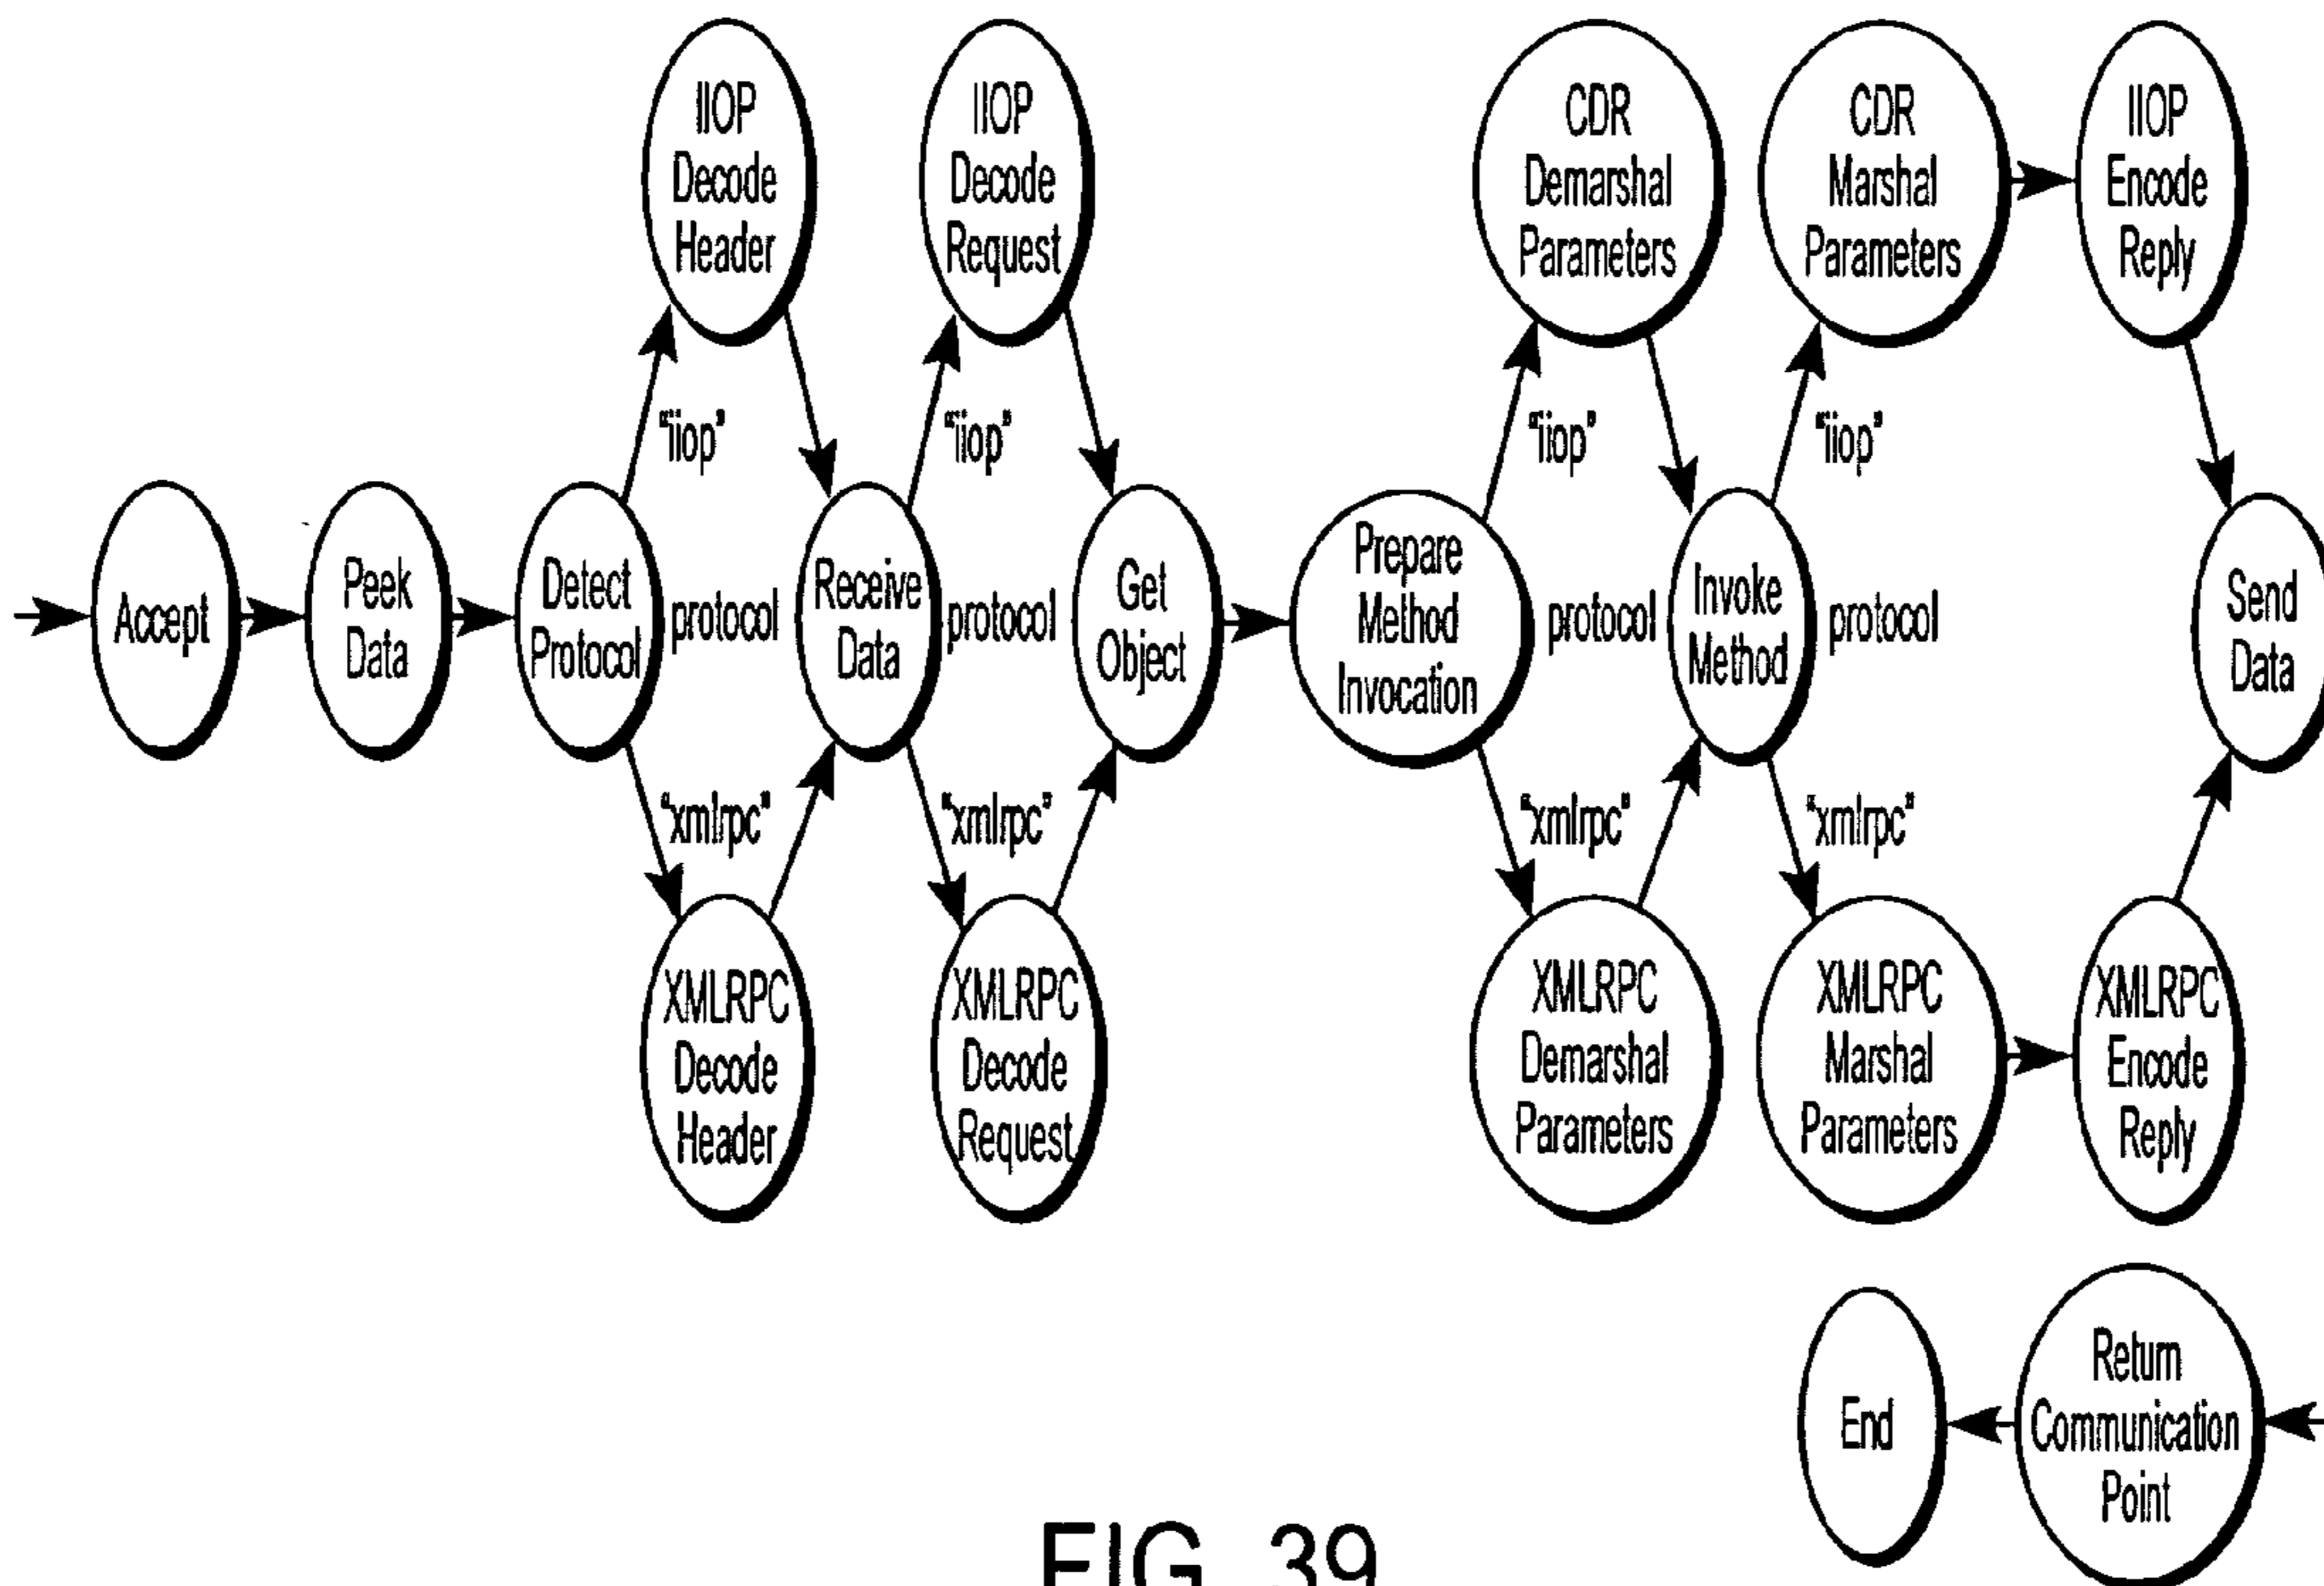 IIOP
Decode
Header
IIOP
Decode
Request
CDR
Demarshal
Parameters
CDR
Marshal
Parameters
IIOP
Encode
Reply
"iiop"
"iiop"
"iiop"
"iiop"
Accept
Peek
Data
Detect
Protocol
protocol
Receive
Data
protocol
Get
Object
Prepare
Method
Invocation
protocol
Invoke
Method
protocol
Send
Data
"xmlrpc"
"xmlrpc"
"xmlrpc"
"xmlrpc"
XMLRPC
Decode
Header
XMLRPC
Decode
Request
XMLRPC
Demarshal
Parameters
XMLRPC
Marshal
Parameters
XMLRPC
Encode
Reply
End
Return
Communication
Point
FIG. 39